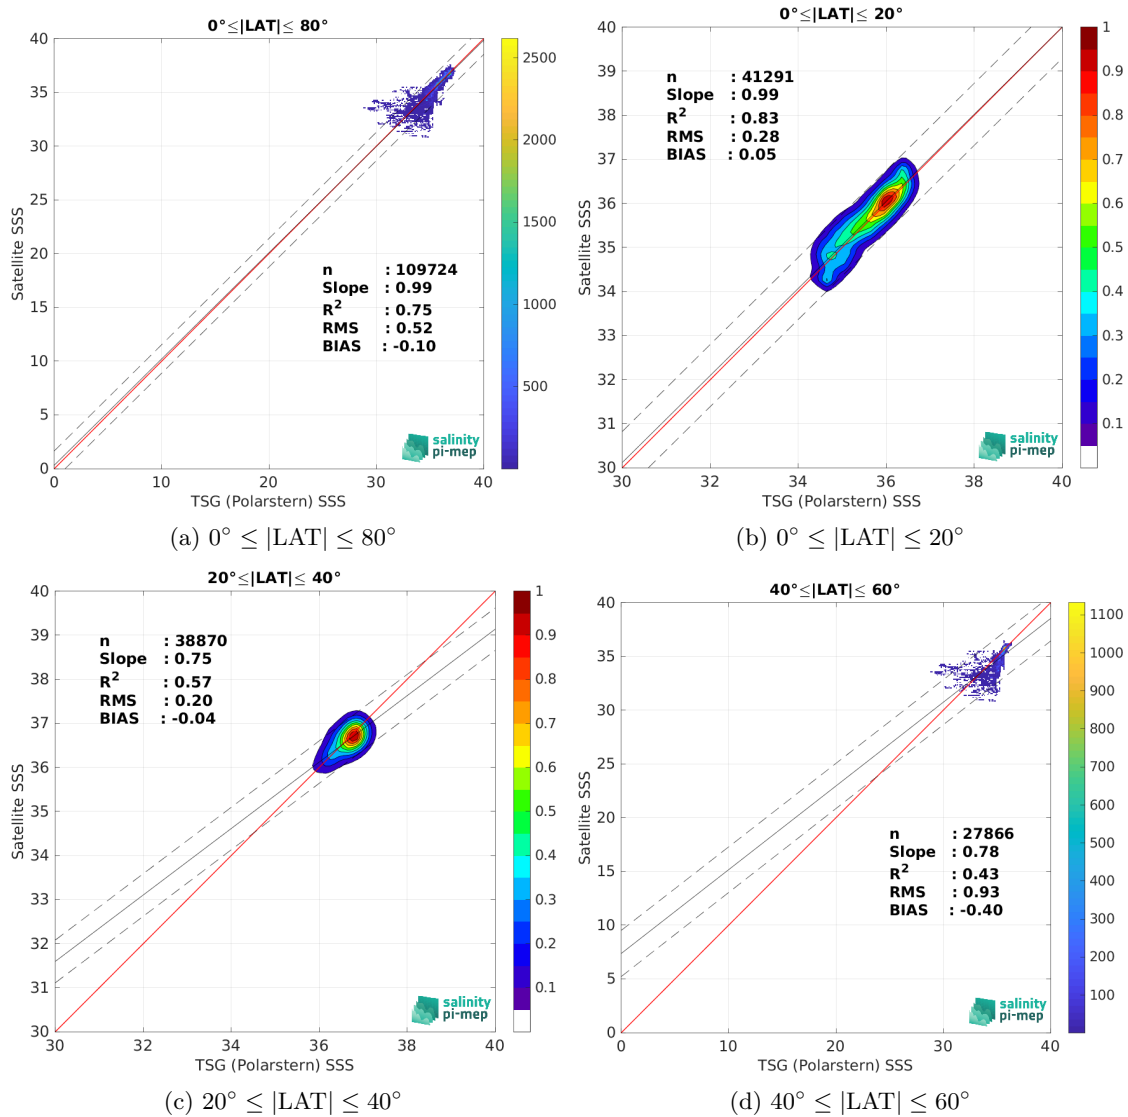 0°≤|LAT|≤ 80°
40
35
30
25
20
15
10
5
0
Satellite SSS
0
10
20
30
40
TSG (Polarstern) SSS
n : 109724
Slope : 0.99
R² : 0.75
RMS : 0.52
BIAS : -0.10
salinity
pi-mep
2500
2000
1500
1000
500
(a) 0° ≤ |LAT| ≤ 80°
0°≤|LAT|≤ 20°
40
39
38
37
36
35
34
33
32
31
30
Satellite SSS
30
32
34
36
38
40
TSG (Polarstern) SSS
n : 41291
Slope : 0.99
R² : 0.83
RMS : 0.28
BIAS : 0.05
salinity
pi-mep
1
0.9
0.8
0.7
0.6
0.5
0.4
0.3
0.2
0.1
(b) 0° ≤ |LAT| ≤ 20°
20°≤|LAT|≤ 40°
40
39
38
37
36
35
34
33
32
31
30
Satellite SSS
30
32
34
36
38
40
TSG (Polarstern) SSS
n : 38870
Slope : 0.75
R² : 0.57
RMS : 0.20
BIAS : -0.04
salinity
pi-mep
1
0.9
0.8
0.7
0.6
0.5
0.4
0.3
0.2
0.1
(c) 20° ≤ |LAT| ≤ 40°
40°≤|LAT|≤ 60°
40
35
30
25
20
15
10
5
0
Satellite SSS
0
10
20
30
40
TSG (Polarstern) SSS
n : 27866
Slope : 0.78
R² : 0.43
RMS : 0.93
BIAS : -0.40
salinity
pi-mep
1100
1000
900
800
700
600
500
400
300
200
100
(d) 40° ≤ |LAT| ≤ 60°